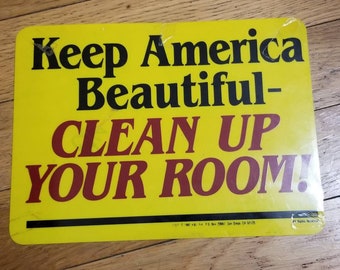 Keep America
Beautiful-
CLEAN UP
YOUR ROOM!